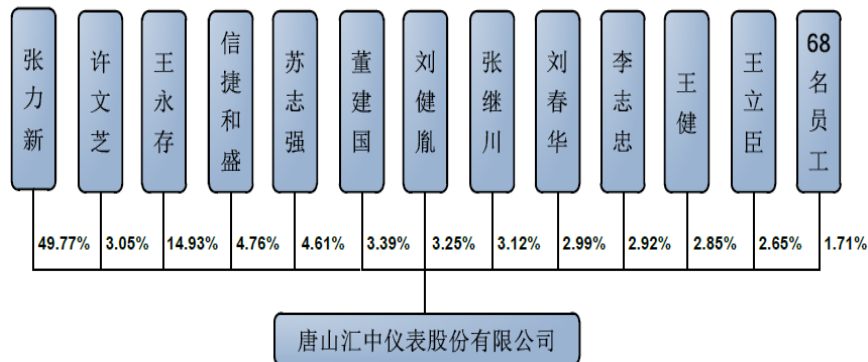 张力新
许文芝
王永存
信捷和盛
苏志强
董建国
刘健胤
张继川
刘春华
李志忠
王健
王立臣
68名员工
49.77%
3.05%
14.93%
4.76%
4.61%
3.39%
3.25%
3.12%
2.99%
2.92%
2.85%
2.65%
1.71%
唐山汇中仪表股份有限公司